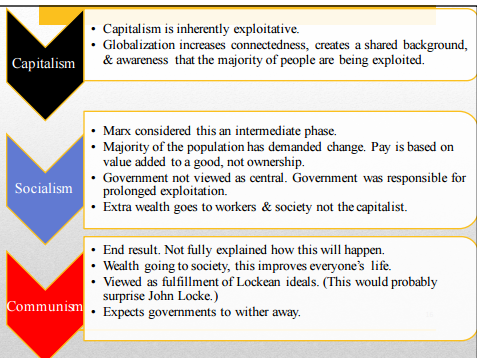 Capitalism
• Capitalism is inherently exploitative.
• Globalization increases connectedness, creates a shared background,
& awareness that the majority of people are being exploited.
Socialism
• Marx considered this an intermediate phase.
• Majority of the population has demanded change. Pay is based on
value added to a good, not ownership.
• Government not viewed as central. Government was responsible for
prolonged exploitation.
• Extra wealth goes to workers & society not the capitalist.
Communism
• End result. Not fully explained how this will happen.
• Wealth going to society, this improves everyone’s life.
• Viewed as fulfillment of Lockean ideals. (This would probably
surprise John Locke.)
• Expects governments to wither away.